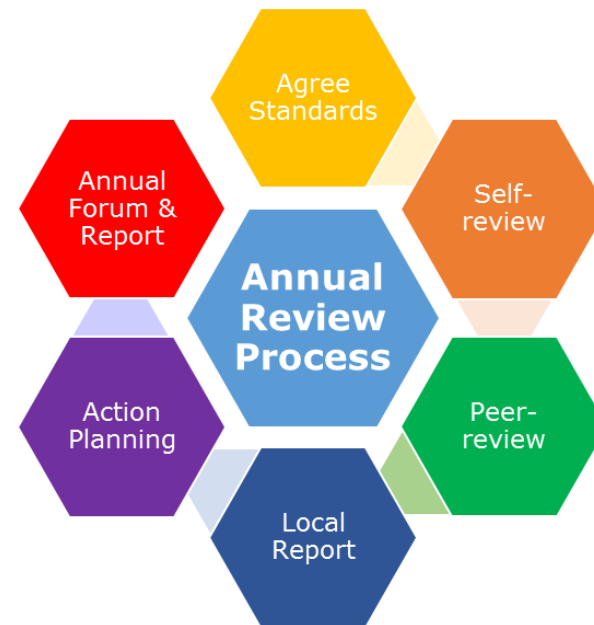 Agree
Standards
Self-
review
Peer-
review
Local
Report
Action
Planning
Annual
Forum &
Report
Annual
Review
Process